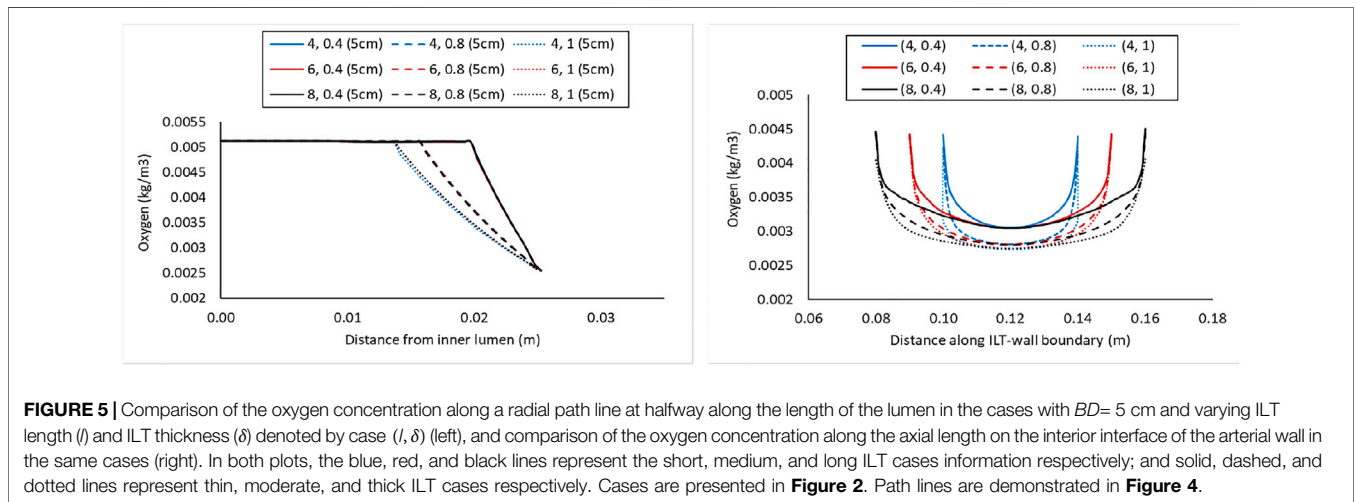 4, 0.4 (5cm) 4, 0.8 (5cm) 4, 1 (5cm)
6, 0.4 (5cm) 6, 0.8 (5cm) 6, 1 (5cm)
8, 0.4 (5cm) 8, 0.8 (5cm) 8, 1 (5cm)
Oxygen (kg/m3)
0.0055
0.005
0.0045
0.004
0.0035
0.003
0.0025
0.002
0.00 0.01 0.02 0.03
Distance from inner lumen (m)
(4, 0.4) (4, 0.8) (4, 1)
(6, 0.4) (6, 0.8) (6, 1)
(8, 0.4) (8, 0.8) (8, 1)
Oxygen (kg/m3)
0.005
0.0045
0.004
0.0035
0.003
0.0025
0.002
0.06 0.08 0.10 0.12 0.14 0.16 0.18
Distance along ILT-wall boundary (m)
FIGURE 5 | Comparison of the oxygen concentration along a radial path line at halfway along the length of the lumen in the cases with BD= 5 cm and varying ILT
length (l) and ILT thickness (δ) denoted by case (l, δ) (left), and comparison of the oxygen concentration along the axial length on the interior interface of the arterial wall in
the same cases (right). In both plots, the blue, red, and black lines represent the short, medium, and long ILT cases information respectively; and solid, dashed, and
dotted lines represent thin, moderate, and thick ILT cases respectively. Cases are presented in Figure 2. Path lines are demonstrated in Figure 4.